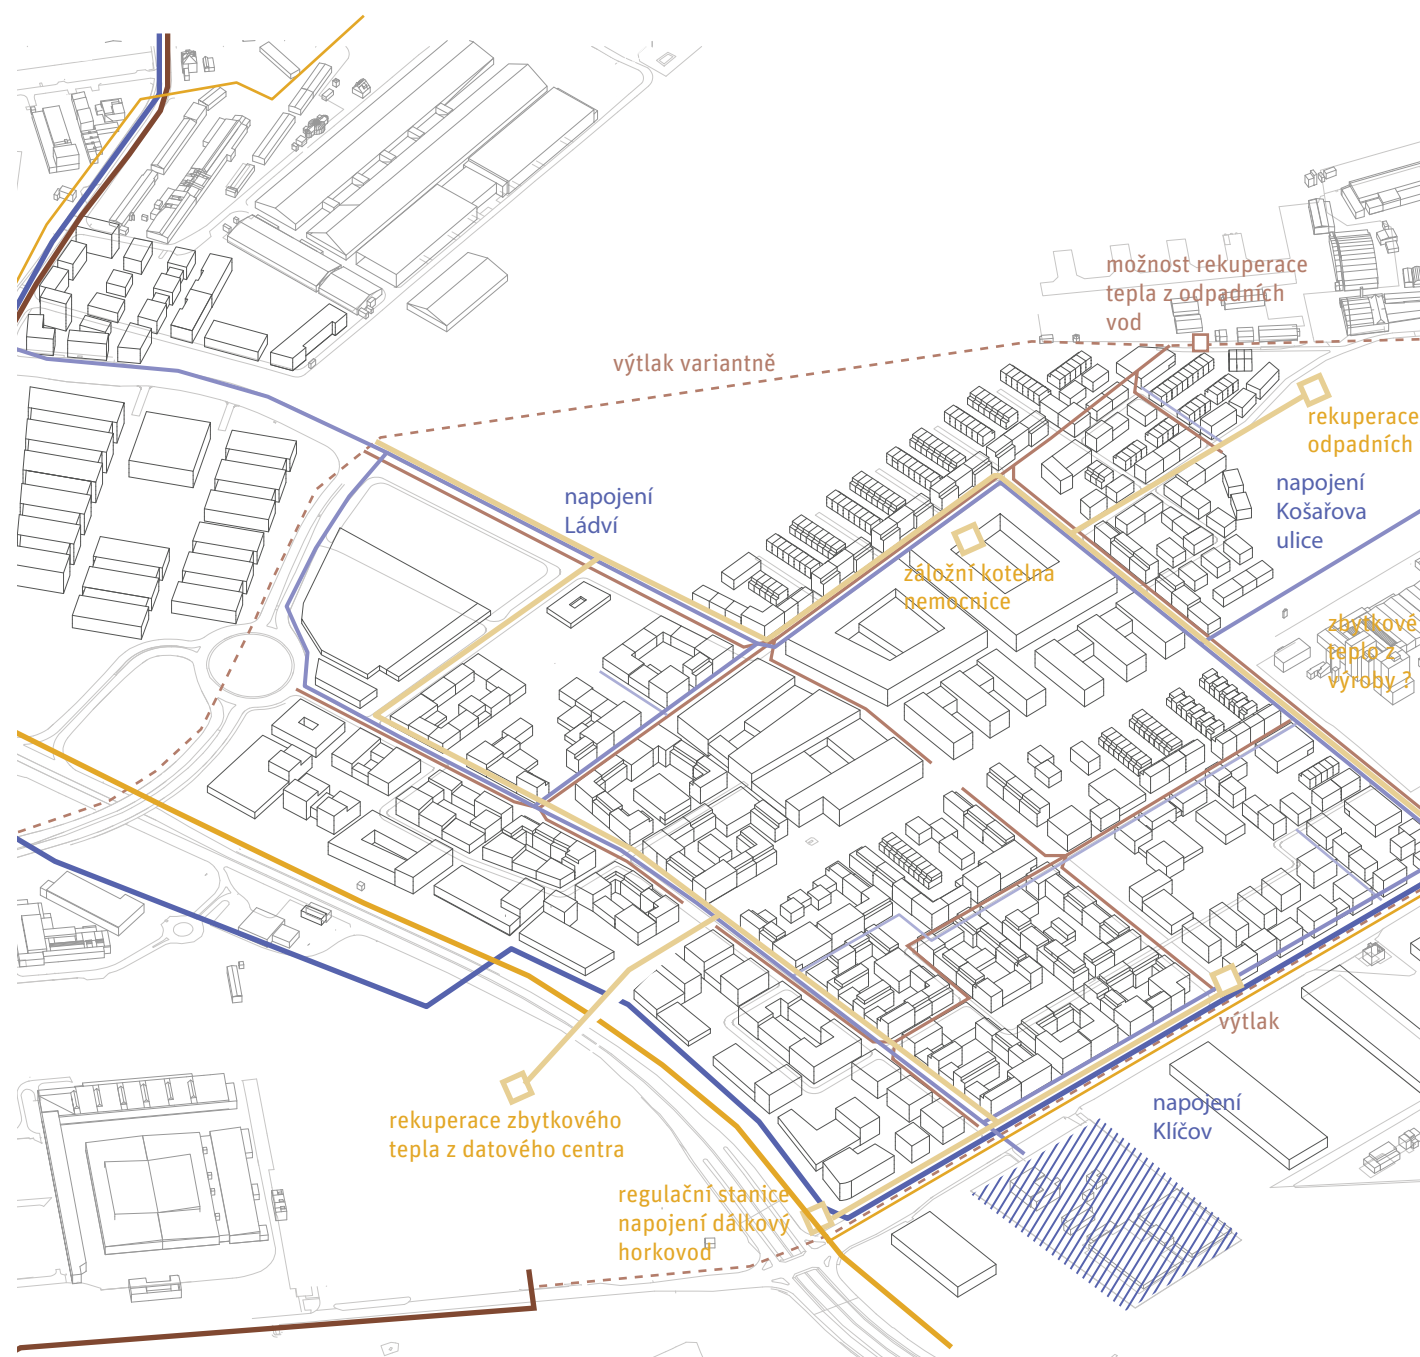 možnost rekuperace
tepla z odpadních
vod
výtlak variantně
rekuperace
odpadních
napojení
Ládví
napojení
Košařova
ulice
záložní kotelna
nemocnice
zbytkové
teplo z
výroby ?
výtlak
rekuperace zbytkového
tepla z datového centra
napojení
Klíčov
regulační stanice
napojení dálkový
horkovod